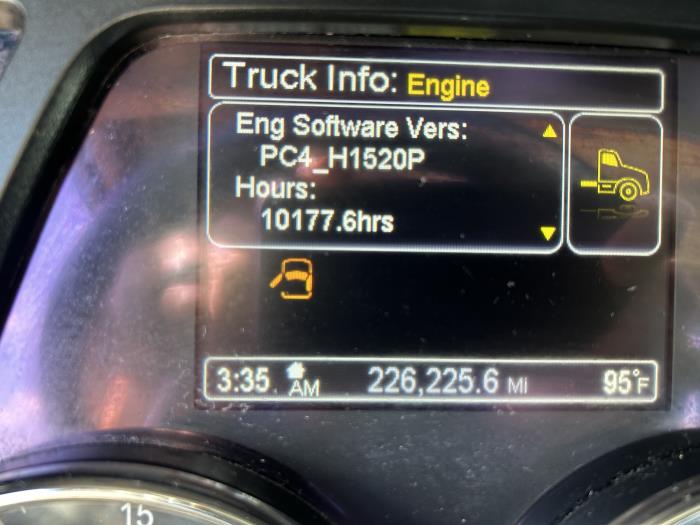 Truck Info: Engine
Eng Software Vers:
PC4_H1520P
Hours:
10177.6hrs
3:35 AM 226,225.6 MI 95°F
15